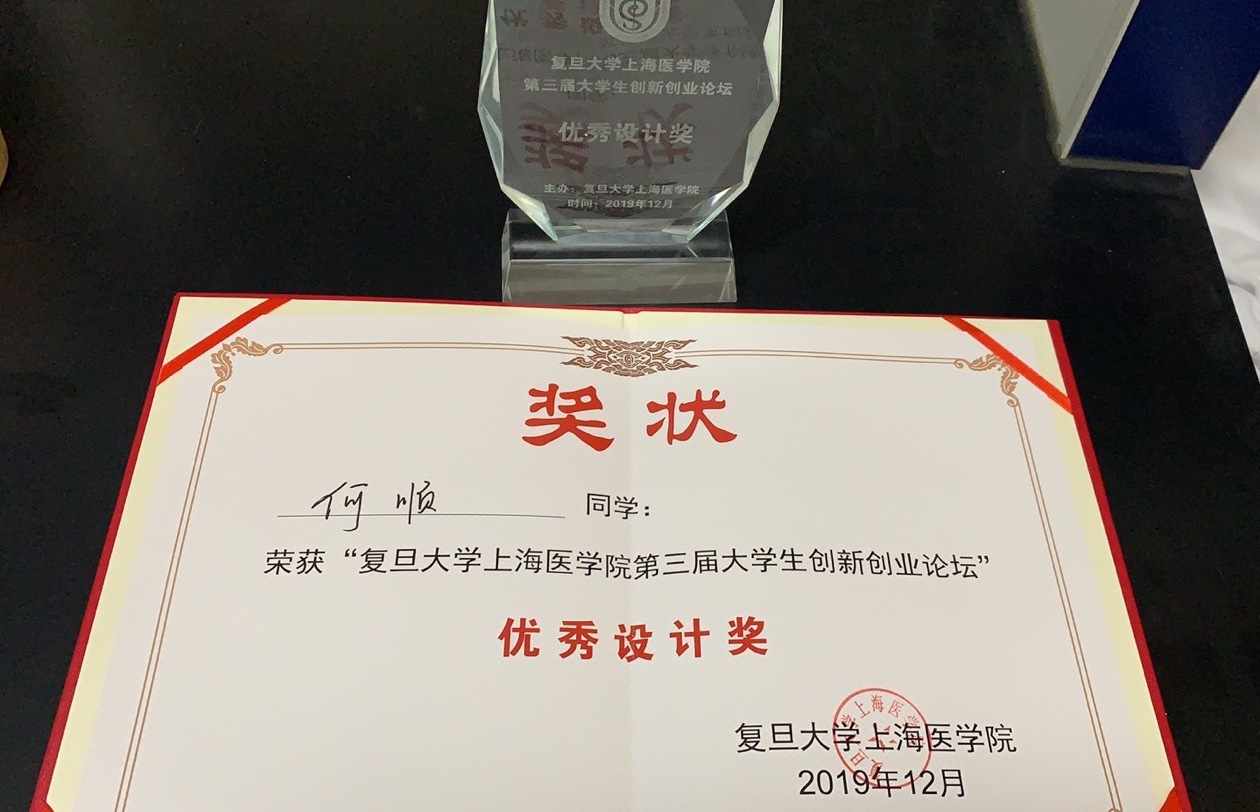 复旦大学上海医学院
第三届大学生创新创业论坛
优秀设计奖
主办：复旦大学上海医学院
时间：2019年12月
奖状
何顺 同学：
荣获“复旦大学上海医学院第三届大学生创新创业论坛”
优秀设计奖
复旦大学上海医学院
2019年12月